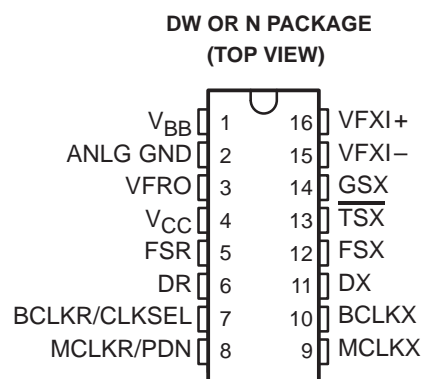 DW OR N PACKAGE
(TOP VIEW)
VBB 1 16 VFXI+
ANLG GND 2 15 VFXI–
VFRO 3 14 GSX
VCC 4 13 T̅S̅X̅
FSR 5 12 FSX
DR 6 11 DX
BCLKR/CLKSEL 7 10 BCLKX
MCLKR/PDN 8 9 MCLKX